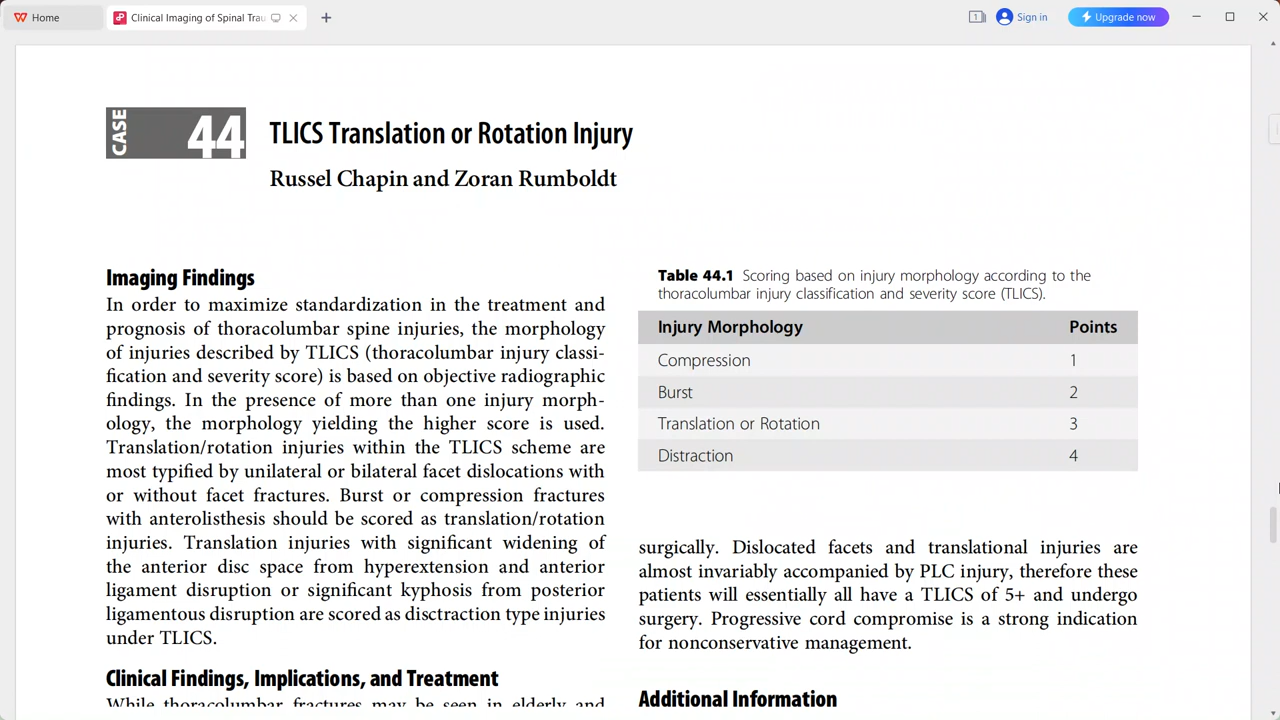 Home
Clinical Imaging of Spinal Trau
1
Sign in
Upgrade now
CASE
44
TLICS Translation or Rotation Injury
Russel Chapin and Zoran Rumboldt
Imaging Findings
In order to maximize standardization in the treatment and
prognosis of thoracolumbar spine injuries, the morphology
of injuries described by TLICS (thoracolumbar injury classi-
fication and severity score) is based on objective radiographic
findings. In the presence of more than one injury morph-
ology, the morphology yielding the higher score is used.
Translation/rotation injuries within the TLICS scheme are
most typified by unilateral or bilateral facet dislocations with
or without facet fractures. Burst or compression fractures
with anterolisthesis should be scored as translation/rotation
injuries. Translation injuries with significant widening of
the anterior disc space from hyperextension and anterior
ligament disruption or significant kyphosis from posterior
ligamentous disruption are scored as disctraction type injuries
under TLICS.
Clinical Findings, Implications, and Treatment
While thoracolumbar fractures may be seen in elderly and
Table 44.1 Scoring based on injury morphology according to the
thoracolumbar injury classification and severity score (TLICS).
Injury Morphology Points
Compression 1
Burst 2
Translation or Rotation 3
Distraction 4
surgically. Dislocated facets and translational injuries are
almost invariably accompanied by PLC injury, therefore these
patients will essentially all have a TLICS of 5+ and undergo
surgery. Progressive cord compromise is a strong indication
for nonconservative management.
Additional Information